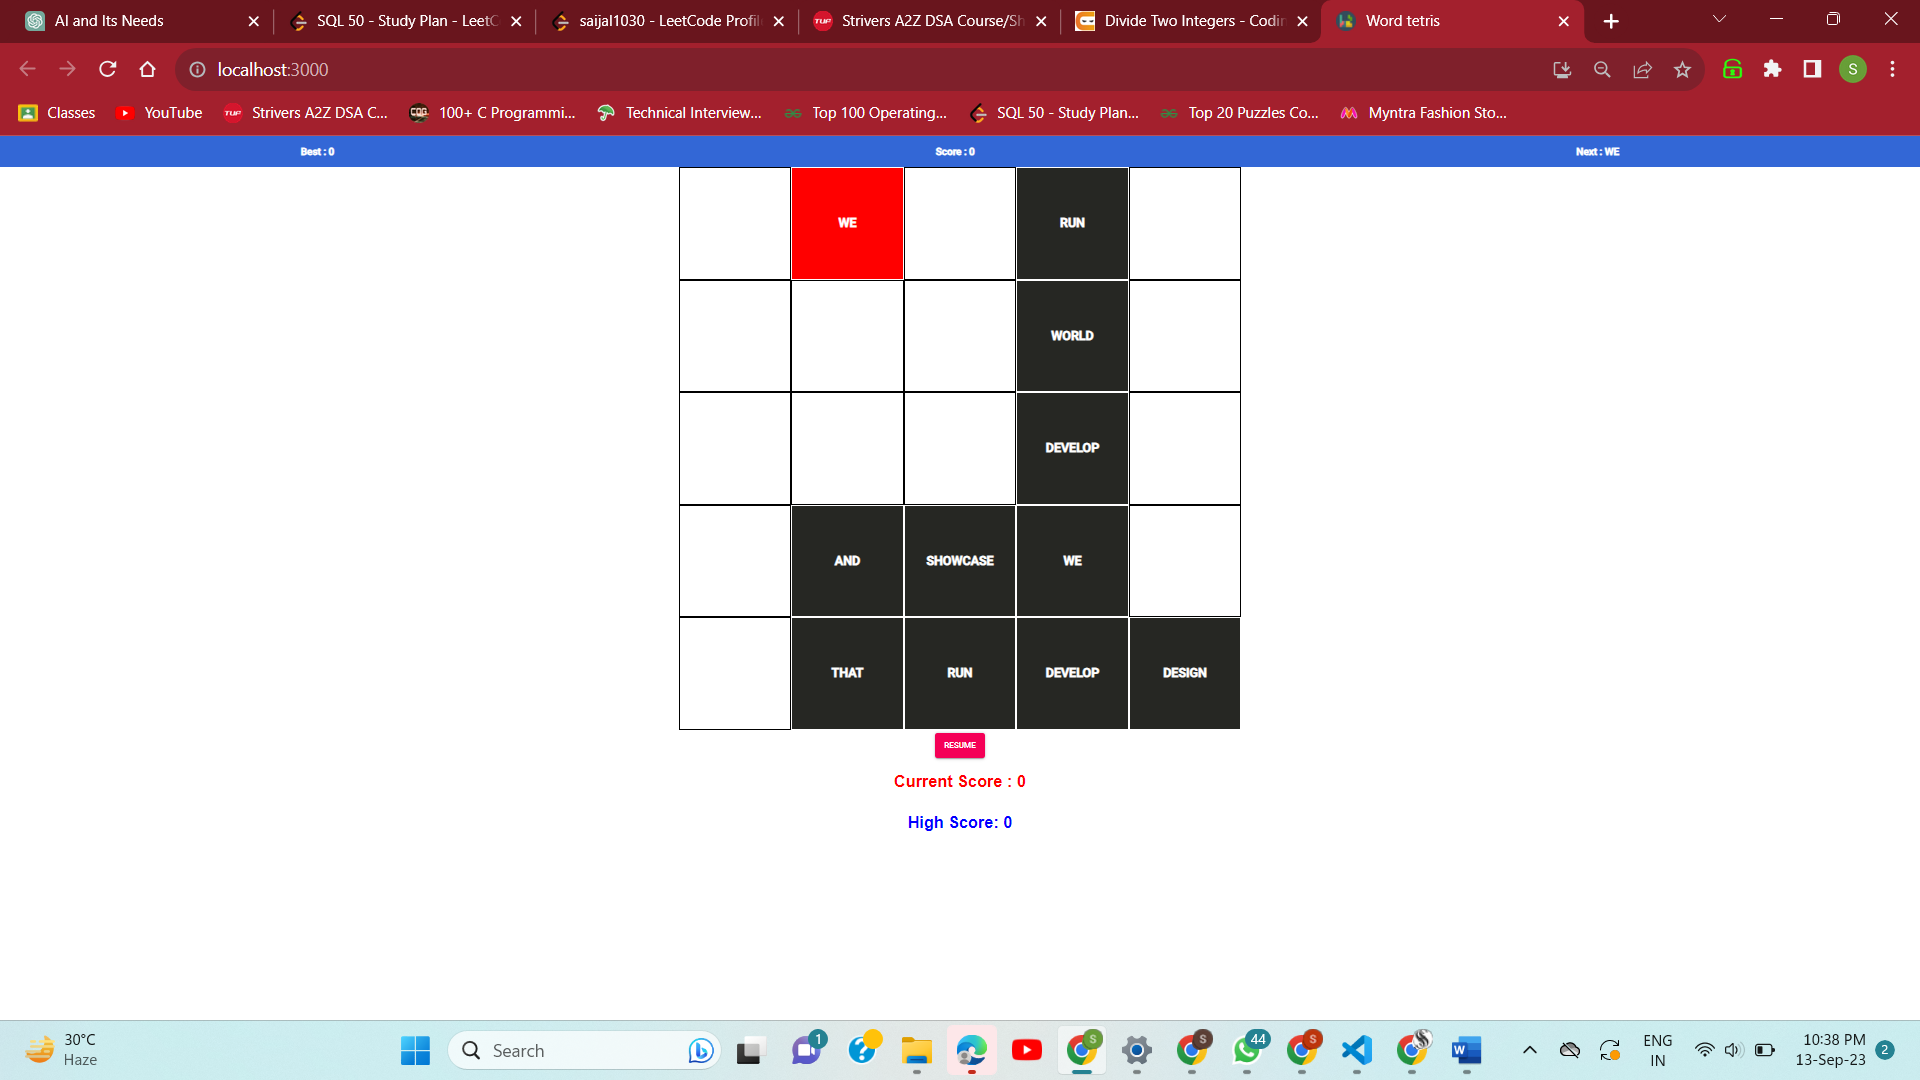 AI and Its Needs
SQL 50 - Study Plan - LeetC
saijal1030 - LeetCode Profil
TUF
Strivers A2Z DSA Course/Sh
Divide Two Integers - Codin
Word tetris
localhost:3000
S
Classes
YouTube
TUF
Strivers A2Z DSA C...
100+ C Programmi...
Technical Interview...
Top 100 Operating...
SQL 50 - Study Plan...
Top 20 Puzzles Co...
Myntra Fashion Sto...
Best : 0
Score : 0
Next : WE
WE
RUN
WORLD
DEVELOP
AND
SHOWCASE
WE
THAT
RUN
DEVELOP
DESIGN
RESUME
Current Score : 0
High Score: 0
30°C
Haze
Search
1
S
S
44
S
W
ENG
IN
10:38 PM
13-Sep-23
2